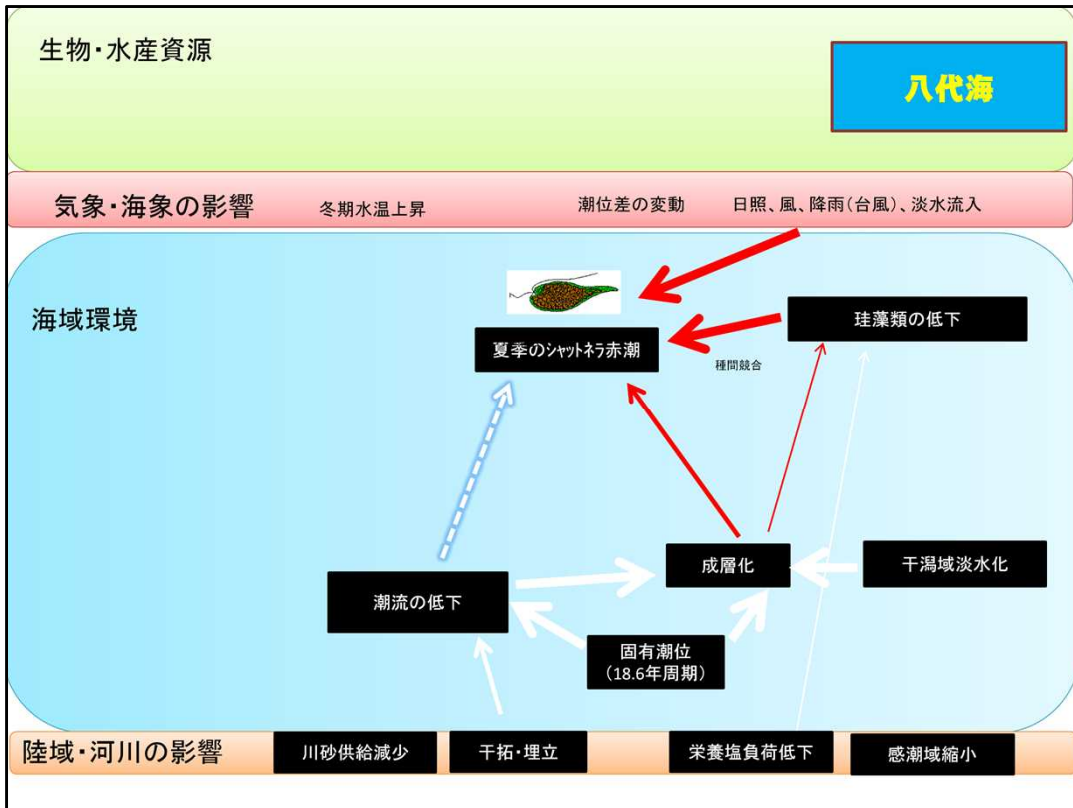 生物・水産資源
八代海
気象・海象の影響
冬期水温上昇
潮位差の変動
日照、風、降雨(台風)、淡水流入
海域環境
夏季のシャットネラ赤潮
珪藻類の低下
種間競合
成層化
干潟域淡水化
潮流の低下
固有潮位
(18.6年周期)
陸域・河川の影響
川砂供給減少
干拓・埋立
栄養塩負荷低下
感潮域縮小